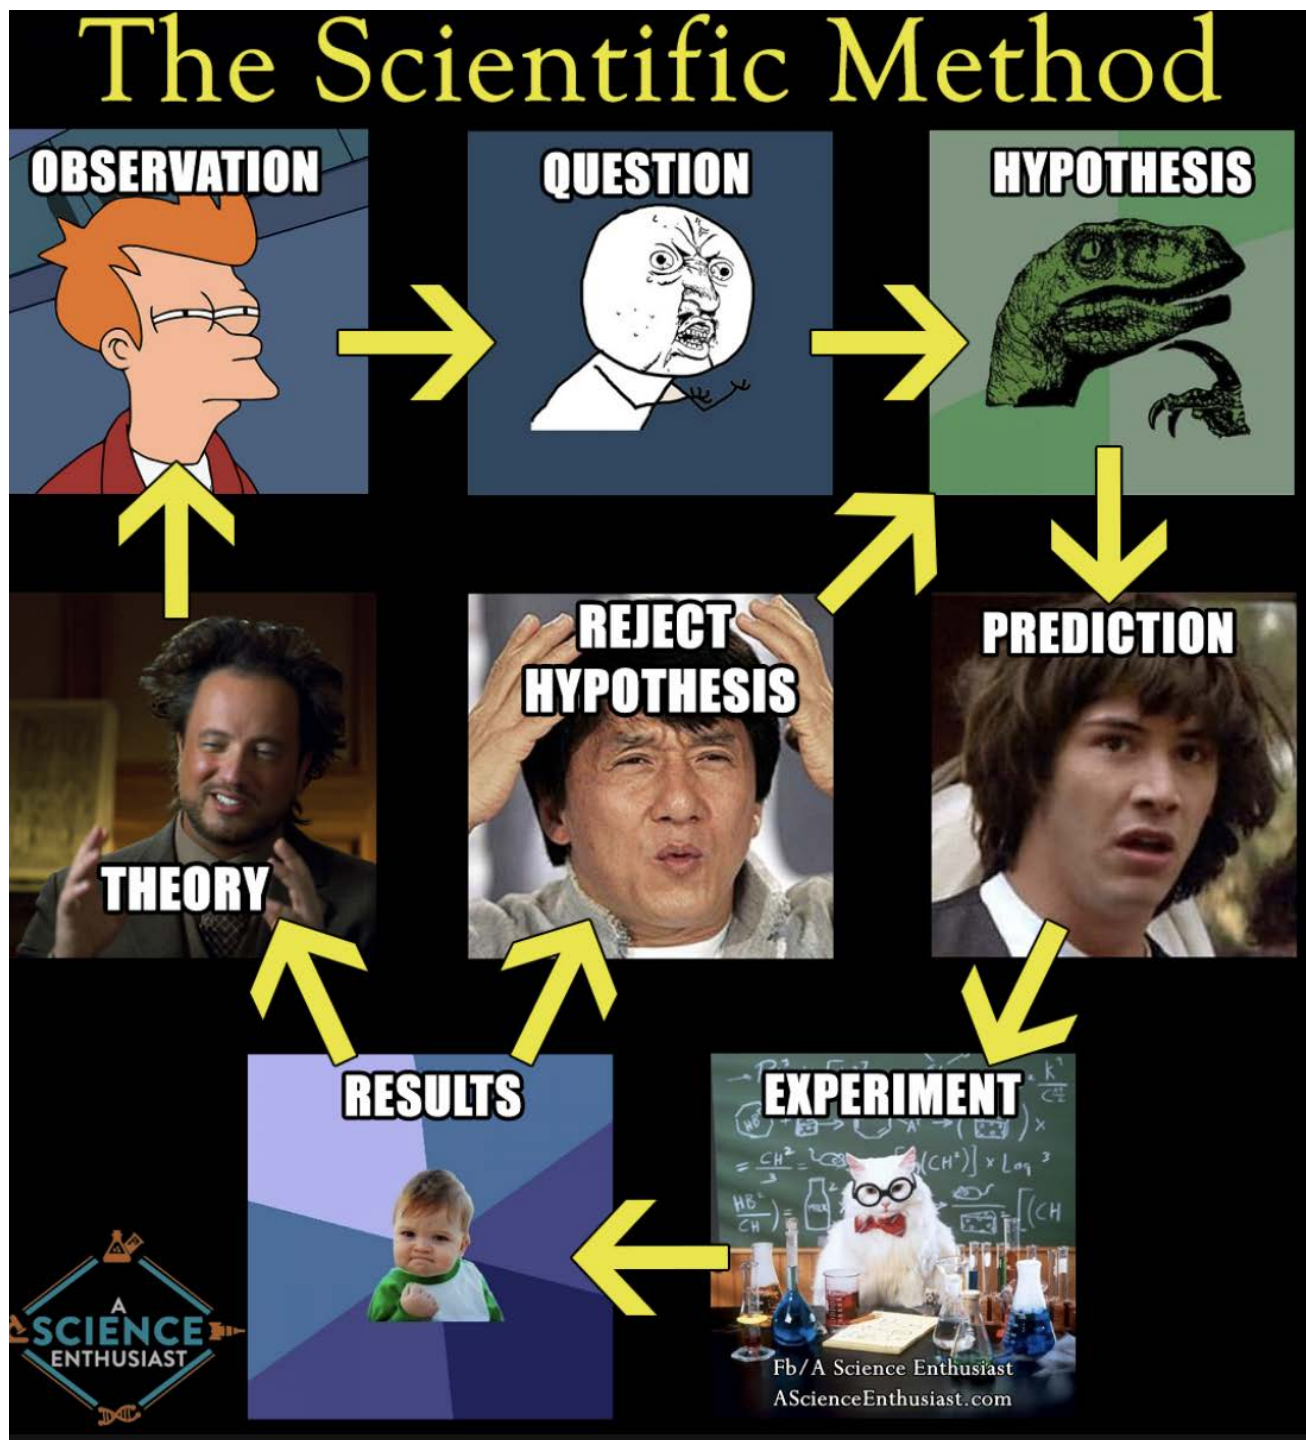 The Scientific Method
OBSERVATION
QUESTION
HYPOTHESIS
THEORY
REJECT
HYPOTHESIS
PREDICTION
RESULTS
EXPERIMENT
A
SCIENCE
ENTHUSIAST
Fb/A Science Enthusiast
AScienceEnthusiast.com